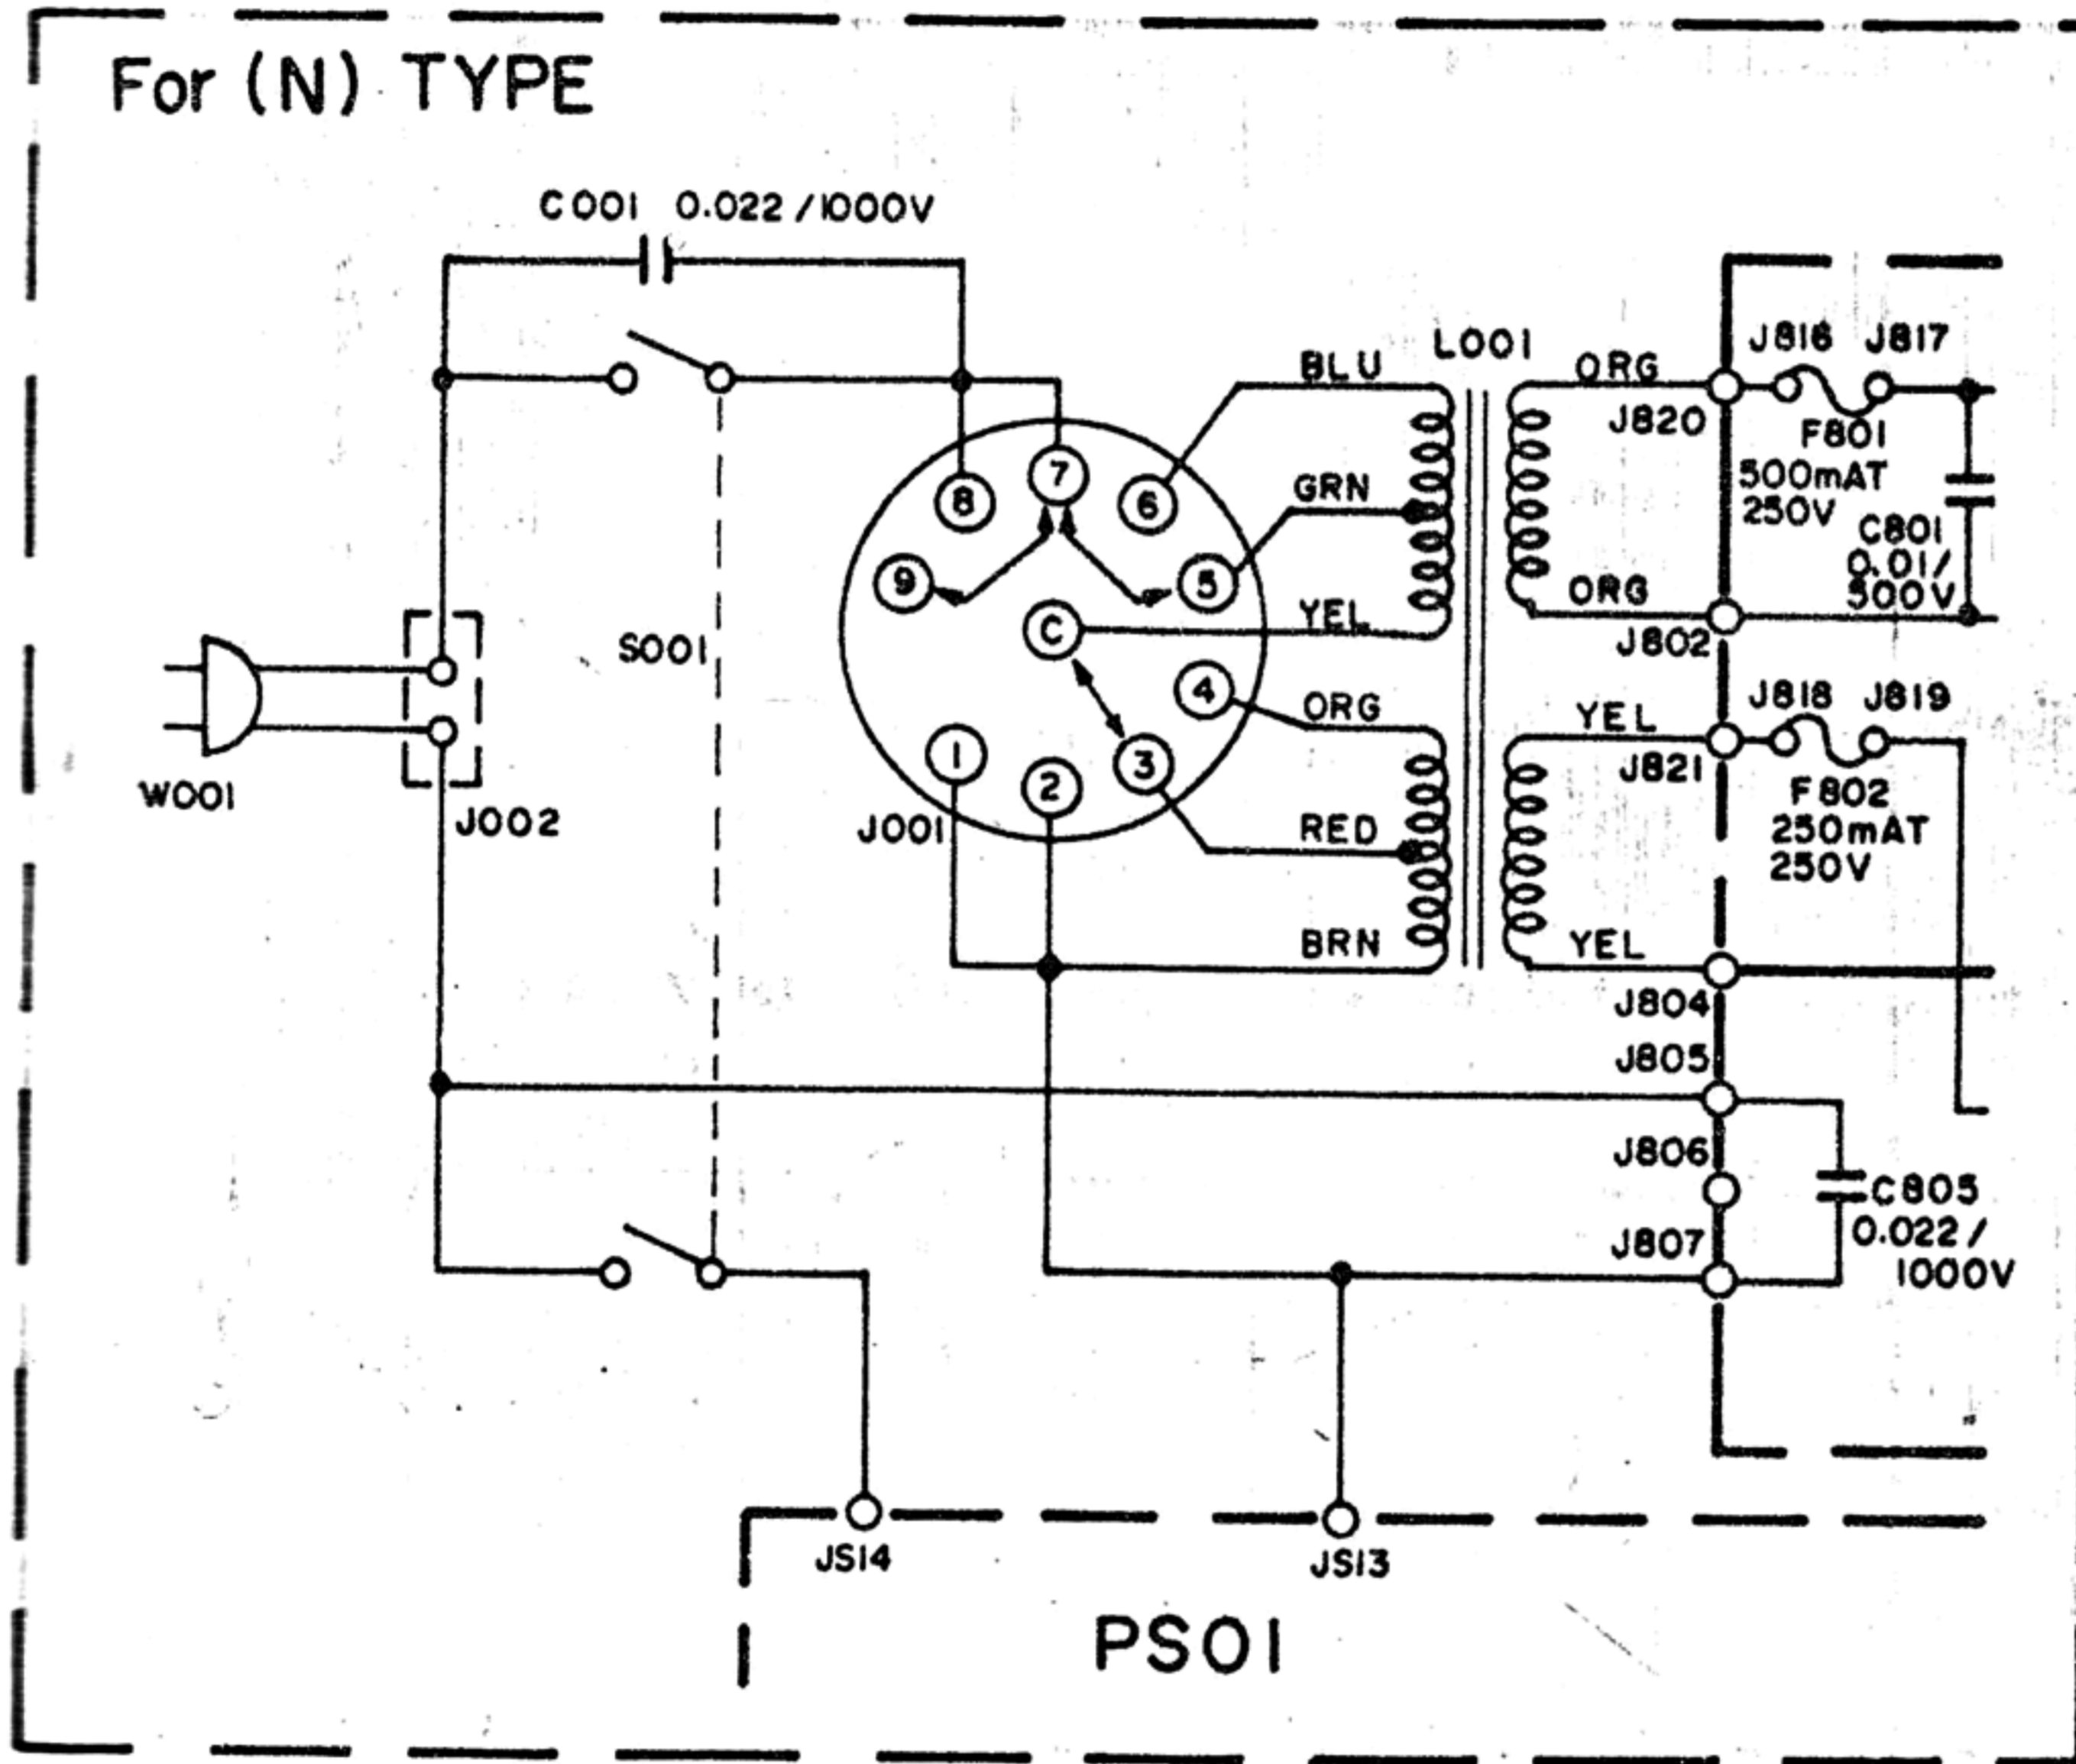 For (N) TYPE
C001 0.022/1000V
L001
BLU
GRN
YEL
ORG
RED
BRN
ORG
ORG
YEL
YEL
J816 J817
J820
F801
500mAT
250V
C801
0.01/
500V
J802
J818 J819
J821
F802
250mAT
250V
J804
J805
J806
J807
C805
0.022/
1000V
8
7
6
9
5
C
4
1
2
3
J001
S001
W001
J002
JS14
JS13
PS01